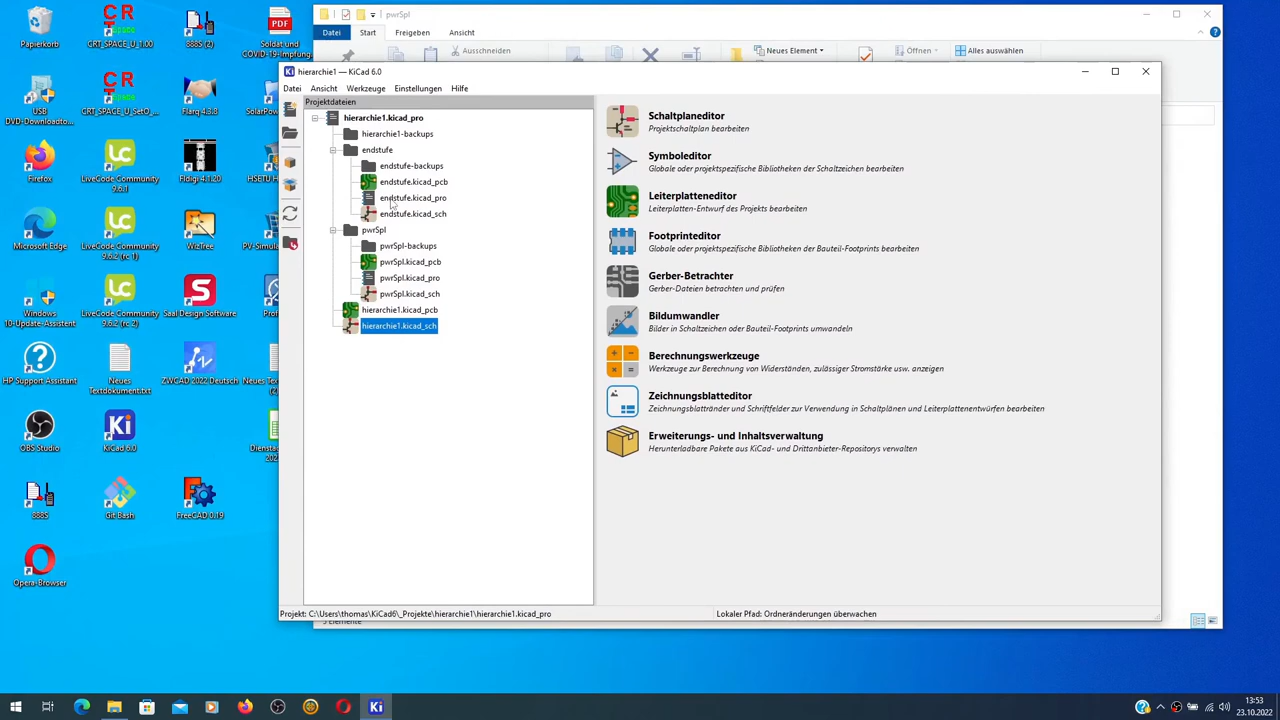 pwrSpl
Datei
Start
Freigeben
Ansicht
Ausschneiden
Neues Element
Öffnen
Alles auswählen
hierarchie1 — KiCad 6.0
Datei
Ansicht
Werkzeuge
Einstellungen
Hilfe
Projektdateien
hierarchie1.kicad_pro
hierarchie1-backups
endstufe
endstufe-backups
endstufe.kicad_pcb
endstufe.kicad_pro
endstufe.kicad_sch
pwrSpl
pwrSpl-backups
pwrSpl.kicad_pcb
pwrSpl.kicad_pro
pwrSpl.kicad_sch
hierarchie1.kicad_pcb
hierarchie1.kicad_sch
Schaltplaneditor
Projektschaltplan bearbeiten
Symboleditor
Globale oder projektspezifische Bibliotheken der Schaltzeichen bearbeiten
Leiterplatteneditor
Leiterplatten-Entwurf des Projekts bearbeiten
Footprinteditor
Globale oder projektspezifische Bibliotheken der Bauteil-Footprints bearbeiten
Gerber-Betrachter
Gerber-Dateien betrachten und prüfen
Bildumwandler
Bilder in Schaltzeichen oder Bauteil-Footprints umwandeln
Berechnungswerkzeuge
Werkzeuge zur Berechnung von Widerständen, zulässiger Stromstärke usw. anzeigen
Zeichnungsblatteditor
Zeichnungsblattränder und Schriftfelder zur Verwendung in Schaltplänen und Leiterplattenentwürfen bearbeiten
Erweiterungs- und Inhaltsverwaltung
Herunterladbare Pakete aus KiCad- und Drittanbieter-Repositorys verwalten
Projekt: C:\Users\thomas\KiCad6\_Projekte\hierarchie1\hierarchie1.kicad_pro
Lokaler Pfad: Ordneränderungen überwachen
Papierkorb
CRT_SPACE_U_1.00
888S (2)
PDF
Soldat.und
COVID-19-Impfung
USB
DVD-Downloadto...
CRT_SPACE_U_SetO...
Flarq 4.3.8
SolarPow
Firefox
LiveCode Community
9.6.1
Fldigi-4.1.20
HSETU H
Microsoft Edge
LiveCode Community
9.6.2 (rc 1)
WizTree
PV-Simula
Windows
10-Update-Assistent
LiveCode Community
9.6.2 (rc 2)
Saal Design Software
Pro
HP Support Assistant
Neues
Textdokument.txt
ZWCAD 2022 Deutsch
Neues T
(2)
OBS Studio
KiCad 6.0
Dienstag
202
888S
Git Bash
FreeCAD 0.19
Opera-Browser
13:53
23.10.2022